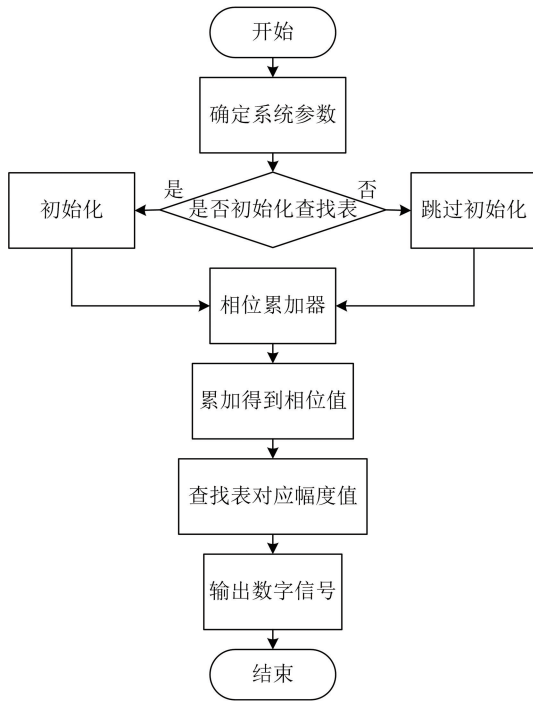 开始
确定系统参数
是
否
初始化
是否初始化查找表
跳过初始化
相位累加器
累加得到相位值
查找表对应幅度值
输出数字信号
结束